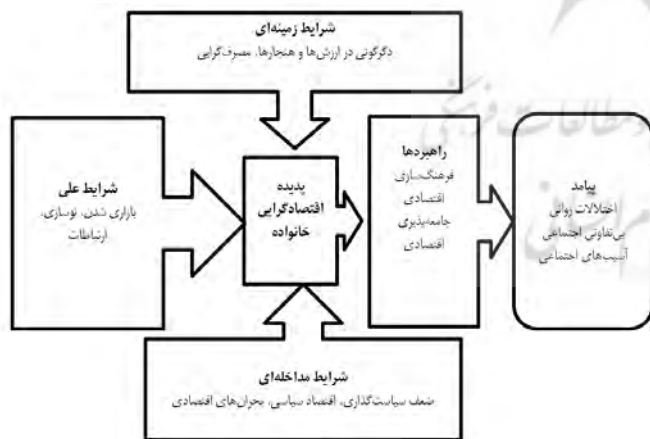 شرایط زمینه‌ای
دگرگونی در ارزش‌ها و هنجارها، مصرف‌گرایی
شرایط علی
بازاری شدن، نوسازی،
ارتباطات
پدیده
اقتصادگرایی
خانواده
راهبردها
فرهنگ‌سازی
اقتصادی
جامعه‌پذیری
اقتصادی
پیامد
اختلالات روانی
بی‌تفاوتی اجتماعی
آسیب‌های اجتماعی
شرایط مداخله‌ای
ضعف سیاست‌گذاری، اقتصاد سیاسی، بحران‌های اقتصادی
مطالعات فرهنگی